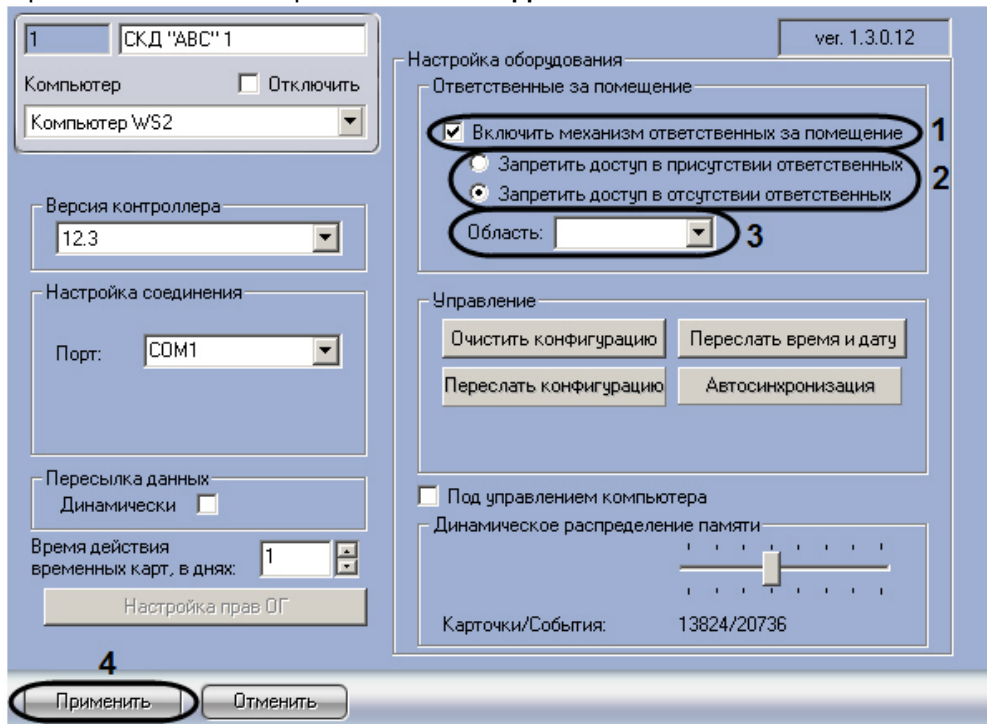 1
СКД "ABC" 1
Компьютер
Отключить
Компьютер WS2
Версия контроллера
12.3
Настройка соединения
Порт:
COM1
Пересылка данных
Динамически
Время действия
временных карт, в днях:
1
Настройка прав ОГ
ver. 1.3.0.12
Настройка оборудования
Ответственные за помещение
Включить механизм ответственных за помещение
1
Запретить доступ в присутствии ответственных
Запретить доступ в отсутствии ответственных
2
Область:
3
Управление
Очистить конфигурацию
Переслать время и дату
Переслать конфигурацию
Автосинхронизация
Под управлением компьютера
Динамическое распределение памяти
Карточки/События:
13824/20736
4
Применить
Отменить